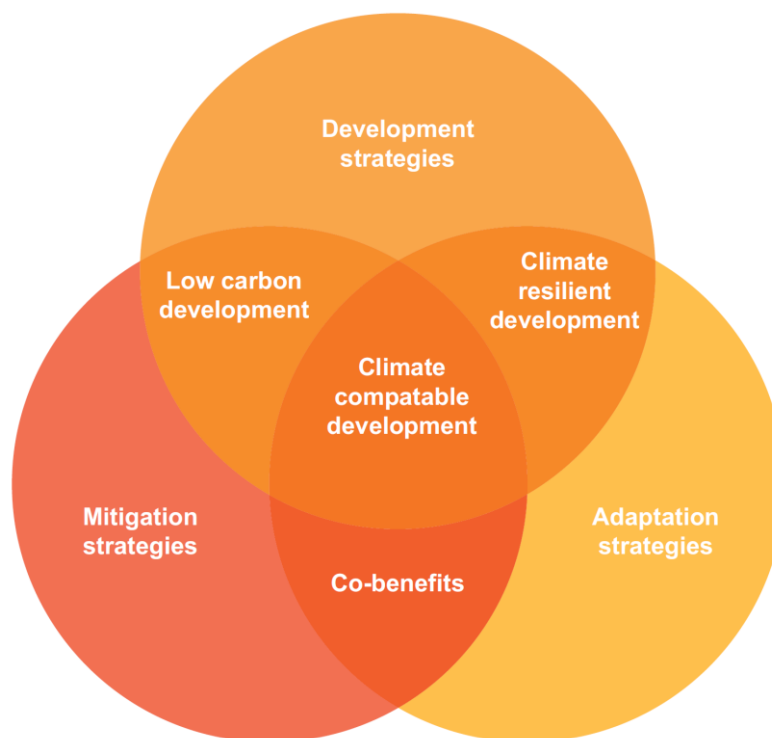 Development
strategies
Low carbon
development
Climate
resilient
development
Climate
compatable
development
Mitigation
strategies
Adaptation
strategies
Co-benefits